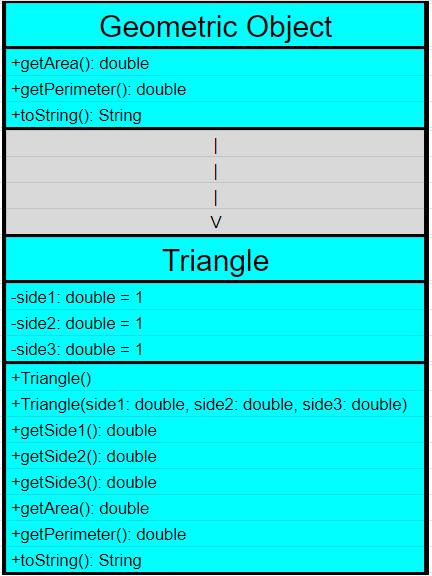 Geometric Object
+getArea(): double
+getPerimeter(): double
+toString(): String
|
|
|
V
Triangle
-side1: double = 1
-side2: double = 1
-side3: double = 1
+Triangle()
+Triangle(side1: double, side2: double, side3: double)
+getSide1(): double
+getSide2(): double
+getSide3(): double
+getArea(): double
+getPerimeter(): double
+toString(): String